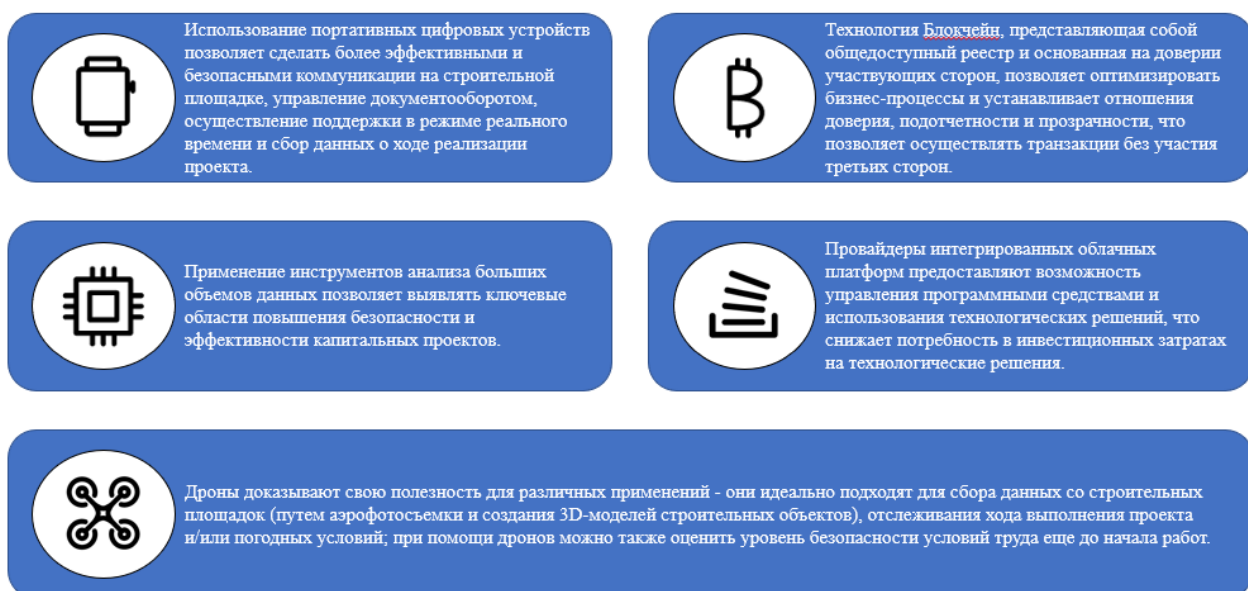 Использование портативных цифровых устройств
позволяет сделать более эффективными и
безопасными коммуникации на строительной
площадке, управление документооборотом,
осуществление поддержки в режиме реального
времени и сбор данных о ходе реализации
проекта.
Технология Блокчейн, представляющая собой
общедоступный реестр и основанная на доверии
участвующих сторон, позволяет оптимизировать
бизнес-процессы и устанавливает отношения
доверия, подотчетности и прозрачности, что
позволяет осуществлять транзакции без участия
третьих сторон.
Применение инструментов анализа больших
объемов данных позволяет выявлять ключевые
области повышения безопасности и
эффективности капитальных проектов.
Провайдеры интегрированных облачных
платформ предоставляют возможность
управления программными средствами и
использования технологических решений, что
снижает потребность в инвестиционных затратах
на технологические решения.
Дроны доказывают свою полезность для различных применений - они идеально подходят для сбора данных со строительных
площадок (путем аэрофотосъемки и создания 3D-моделей строительных объектов), отслеживания хода выполнения проекта
и/или погодных условий; при помощи дронов можно также оценить уровень безопасности условий труда еще до начала работ.